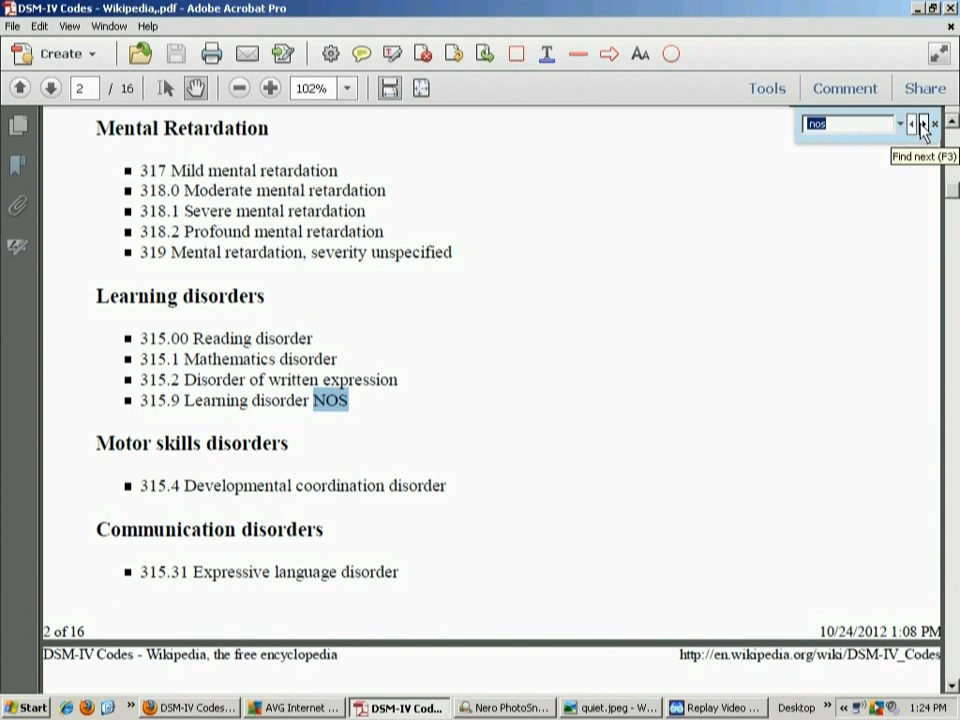 DSM-IV Codes - Wikipedia,.pdf - Adobe Acrobat Pro
File Edit View Window Help
Create
2 / 16 102% Tools Comment Share
nos
Find next (F3)
Mental Retardation
317 Mild mental retardation
318.0 Moderate mental retardation
318.1 Severe mental retardation
318.2 Profound mental retardation
319 Mental retardation, severity unspecified
Learning disorders
315.00 Reading disorder
315.1 Mathematics disorder
315.2 Disorder of written expression
315.9 Learning disorder NOS
Motor skills disorders
315.4 Developmental coordination disorder
Communication disorders
315.31 Expressive language disorder
2 of 16 10/24/2012 1:08 PM
DSM-IV Codes - Wikipedia, the free encyclopedia http://en.wikipedia.org/wiki/DSM-IV_Codes
Start » DSM-IV Codes... AVG Internet ... DSM-IV Cod... Nero PhotoSn... quiet.jpeg - W... Replay Video ... Desktop » « 1:24 PM